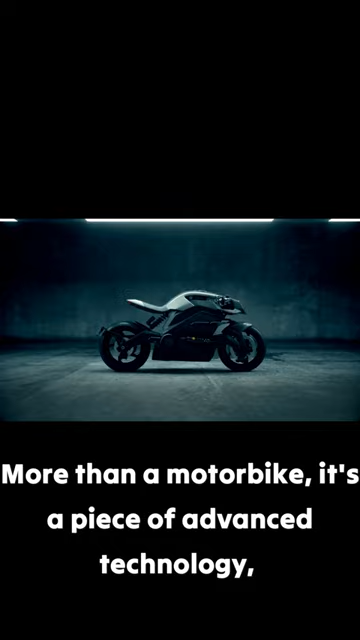 More than a motorbike, it's
a piece of advanced
technology,